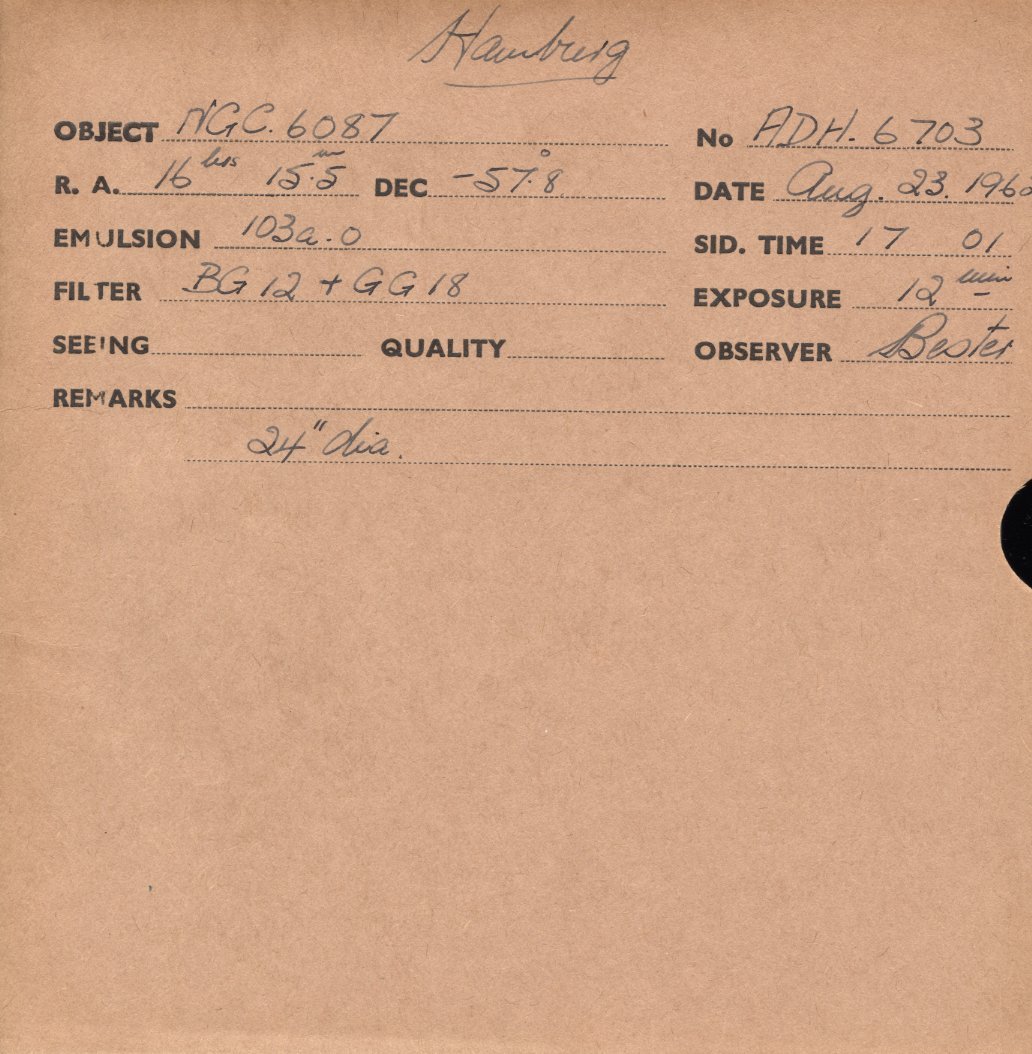 Hamburg
OBJECT NGC. 6087 No ADH. 6703
R. A. 16 hrs 15.5 m DEC -57.°8 DATE Aug. 23. 1960
EMULSION 103a.O SID. TIME 17 01
FILTER BG 12 + GG 18 EXPOSURE 12 min
SEEING QUALITY OBSERVER Bester
REMARKS
24" dia.